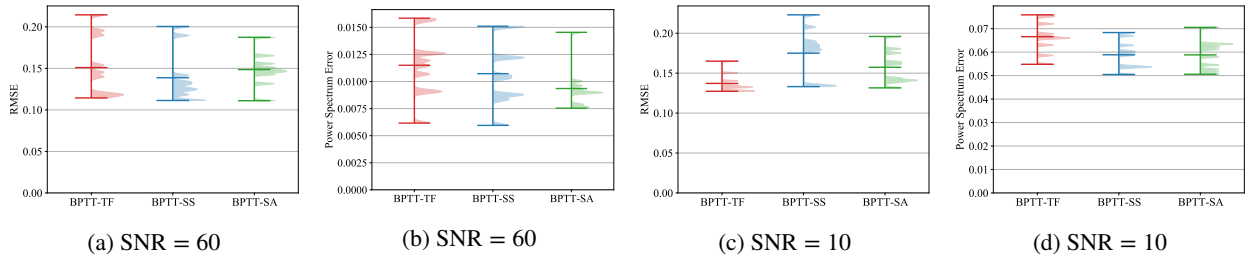 0.20
0.15
0.10
0.05
0.00
RMSE
BPTT-TF BPTT-SS BPTT-SA
(a) SNR = 60
0.0150
0.0125
0.0100
0.0075
0.0050
0.0025
0.0000
Power Spectrum Error
BPTT-TF BPTT-SS BPTT-SA
(b) SNR = 60
0.20
0.15
0.10
0.05
0.00
RMSE
BPTT-TF BPTT-SS BPTT-SA
(c) SNR = 10
0.07
0.06
0.05
0.04
0.03
0.02
0.01
0.00
Power Spectrum Error
BPTT-TF BPTT-SS BPTT-SA
(d) SNR = 10